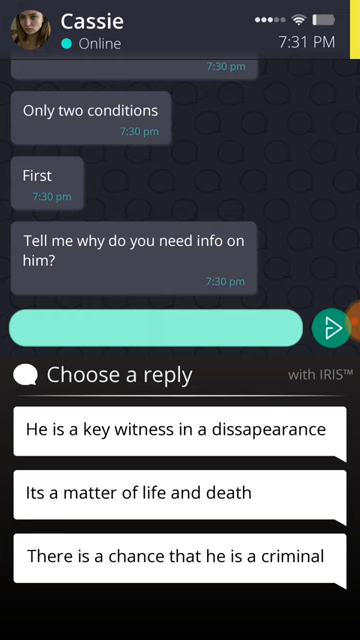 Cassie
Online
7:31 PM
7:30 pm
Only two conditions
7:30 pm
First
7:30 pm
Tell me why do you need info on
him?
7:30 pm
Choose a reply
with IRIS™
He is a key witness in a dissapearance
Its a matter of life and death
There is a chance that he is a criminal